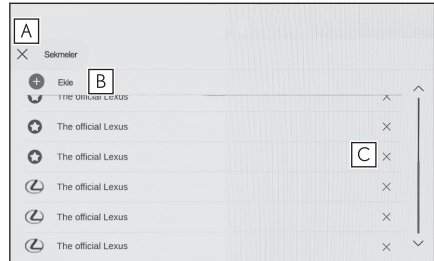 A
Sekmeler
Ekle
B
The official Lexus
The official Lexus
The official Lexus
C
The official Lexus
The official Lexus
The official Lexus